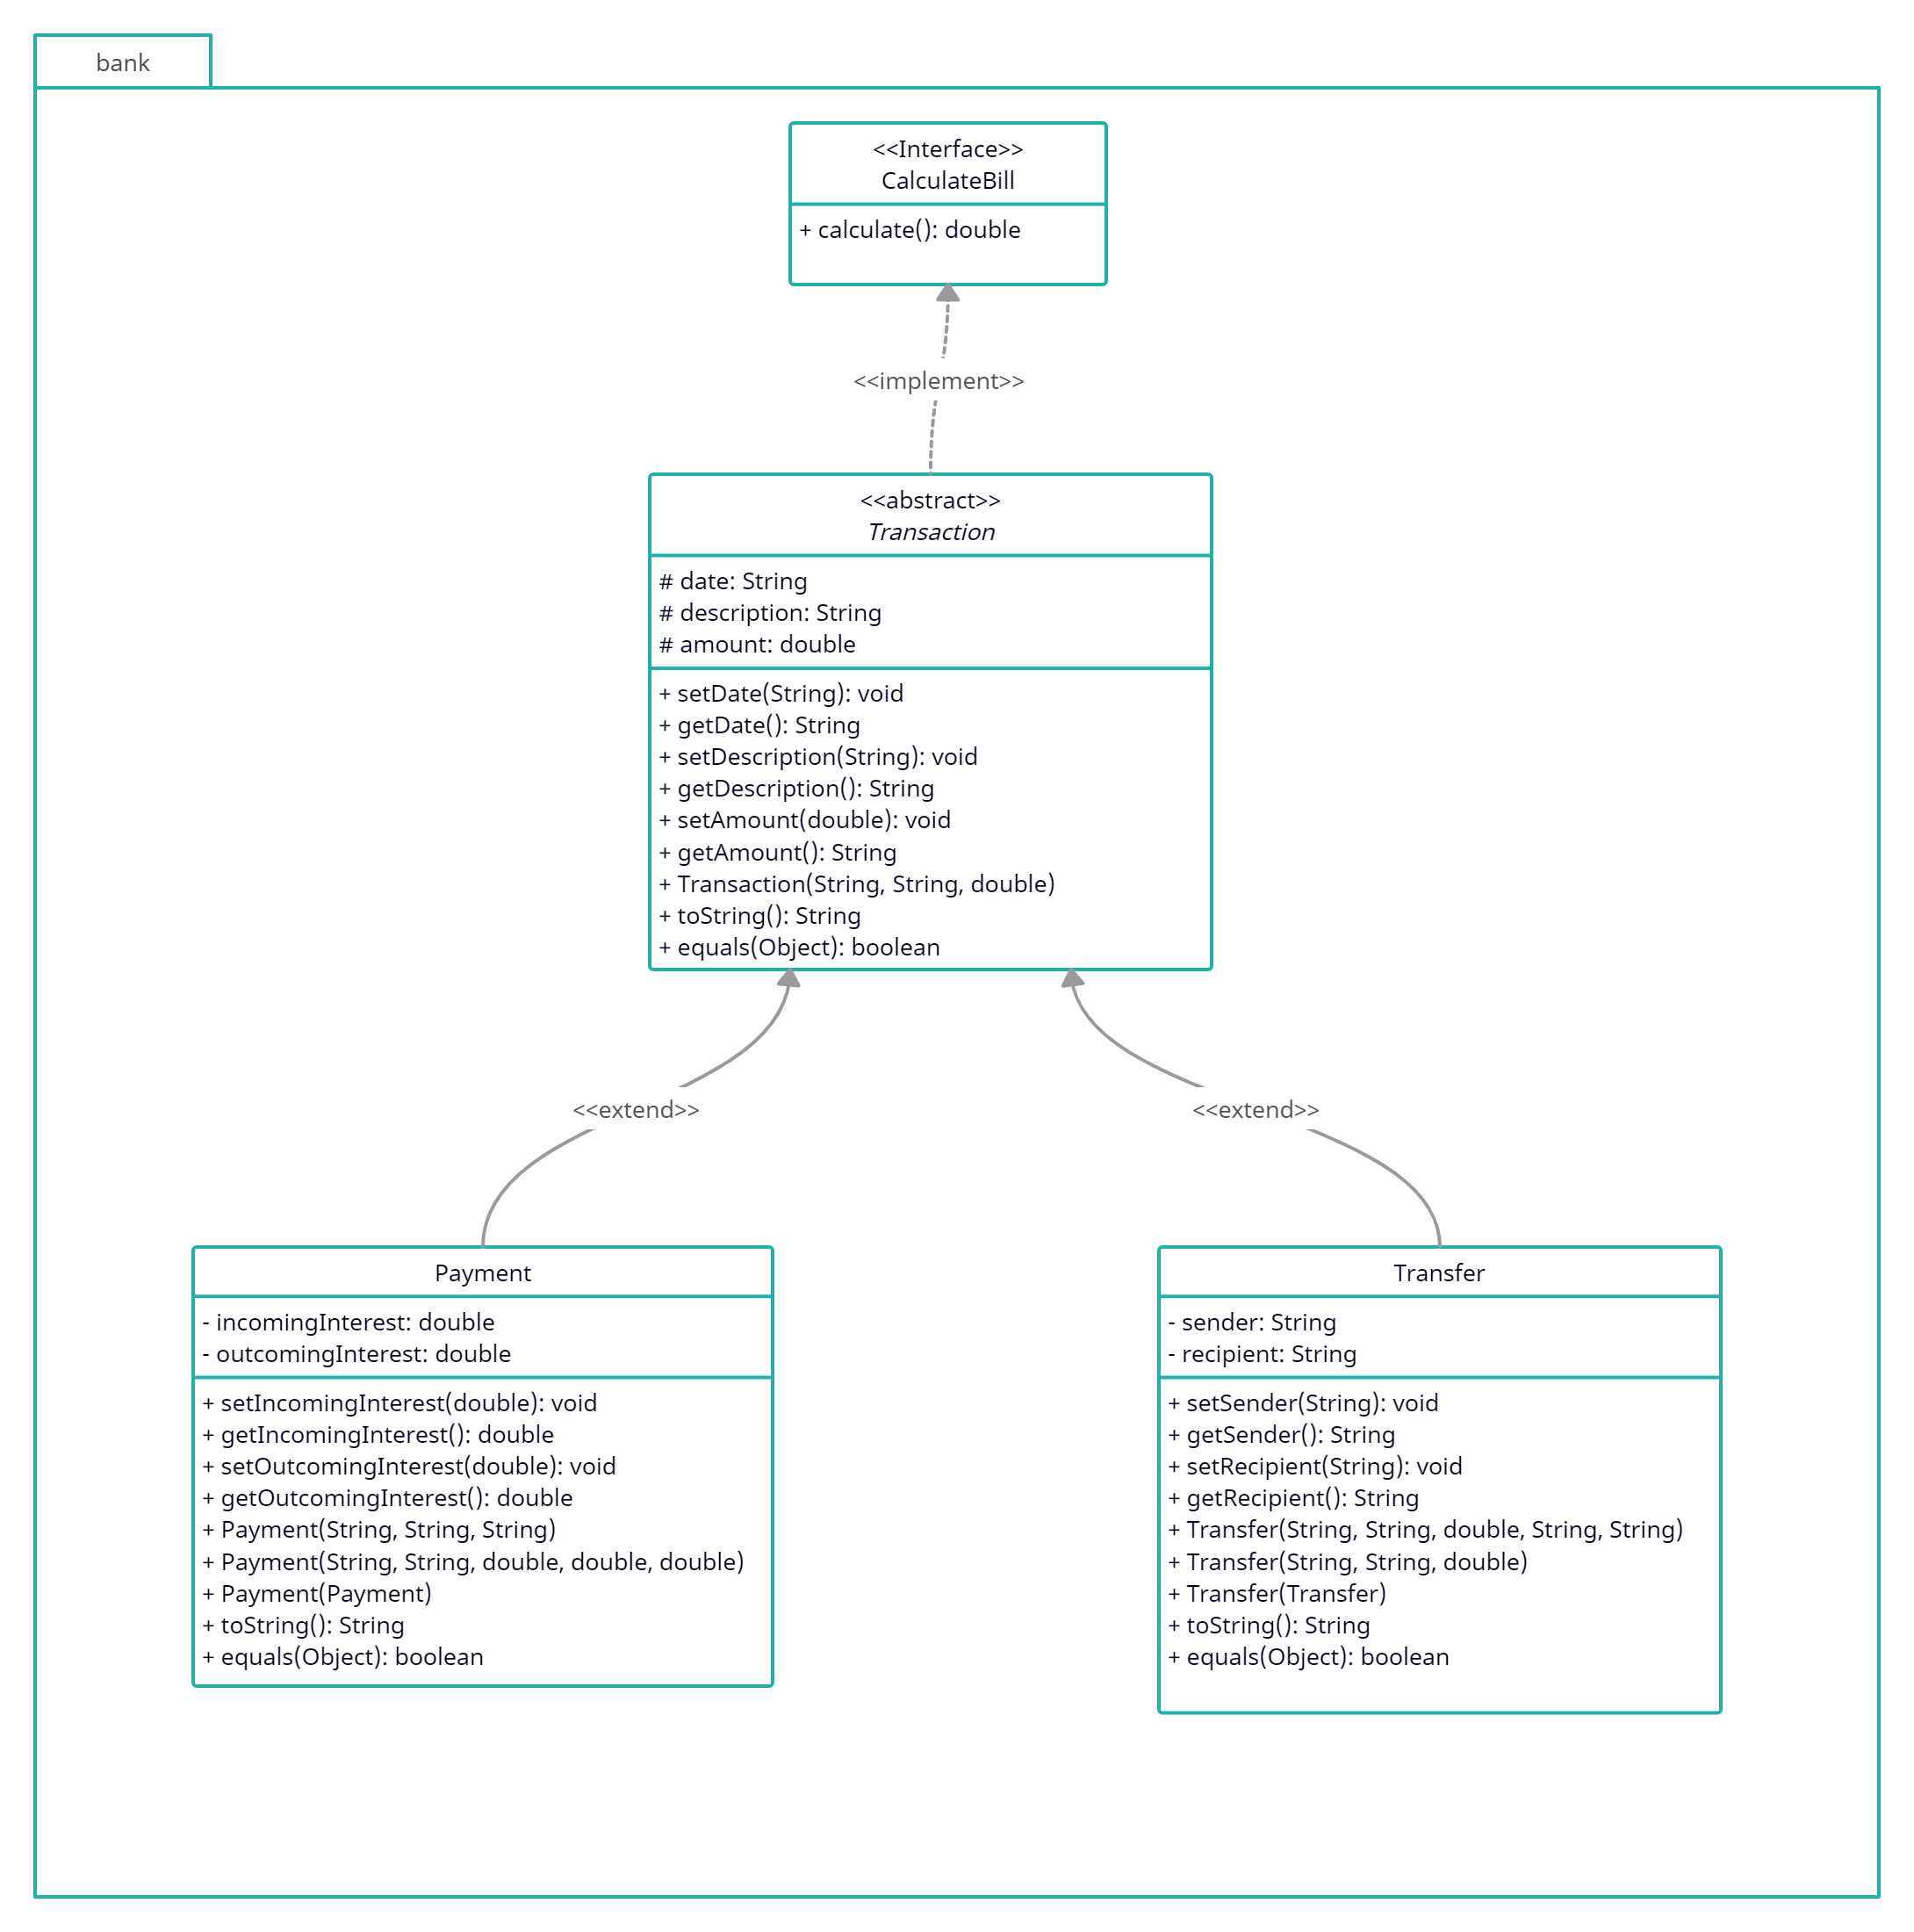 bank
<<Interface>>
CalculateBill
+ calculate(): double
<<implement>>
<<abstract>>
Transaction
# date: String
# description: String
# amount: double
+ setDate(String): void
+ getDate(): String
+ setDescription(String): void
+ getDescription(): String
+ setAmount(double): void
+ getAmount(): String
+ Transaction(String, String, double)
+ toString(): String
+ equals(Object): boolean
<<extend>>
<<extend>>
Payment
- incomingInterest: double
- outcomingInterest: double
+ setIncomingInterest(double): void
+ getIncomingInterest(): double
+ setOutcomingInterest(double): void
+ getOutcomingInterest(): double
+ Payment(String, String, String)
+ Payment(String, String, double, double, double)
+ Payment(Payment)
+ toString(): String
+ equals(Object): boolean
Transfer
- sender: String
- recipient: String
+ setSender(String): void
+ getSender(): String
+ setRecipient(String): void
+ getRecipient(): String
+ Transfer(String, String, double, String, String)
+ Transfer(String, String, double)
+ Transfer(Transfer)
+ toString(): String
+ equals(Object): boolean